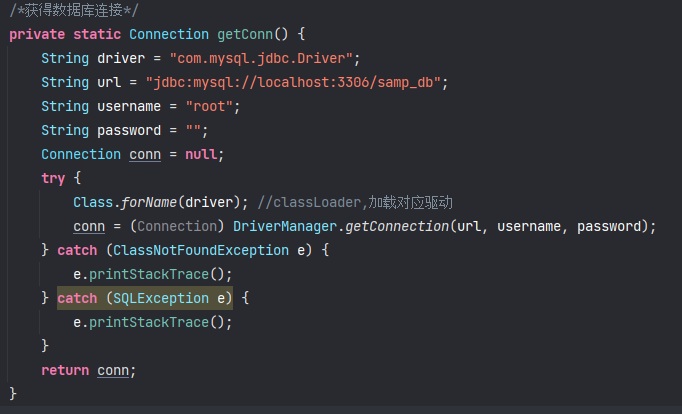 /*获得数据库连接*/
private static Connection getConn() {
    String driver = "com.mysql.jdbc.Driver";
    String url = "jdbc:mysql://localhost:3306/samp_db";
    String username = "root";
    String password = "";
    Connection conn = null;
    try {
        Class.forName(driver); //classLoader,加载对应驱动
        conn = (Connection) DriverManager.getConnection(url, username, password);
    } catch (ClassNotFoundException e) {
        e.printStackTrace();
    } catch (SQLException e) {
        e.printStackTrace();
    }
    return conn;
}